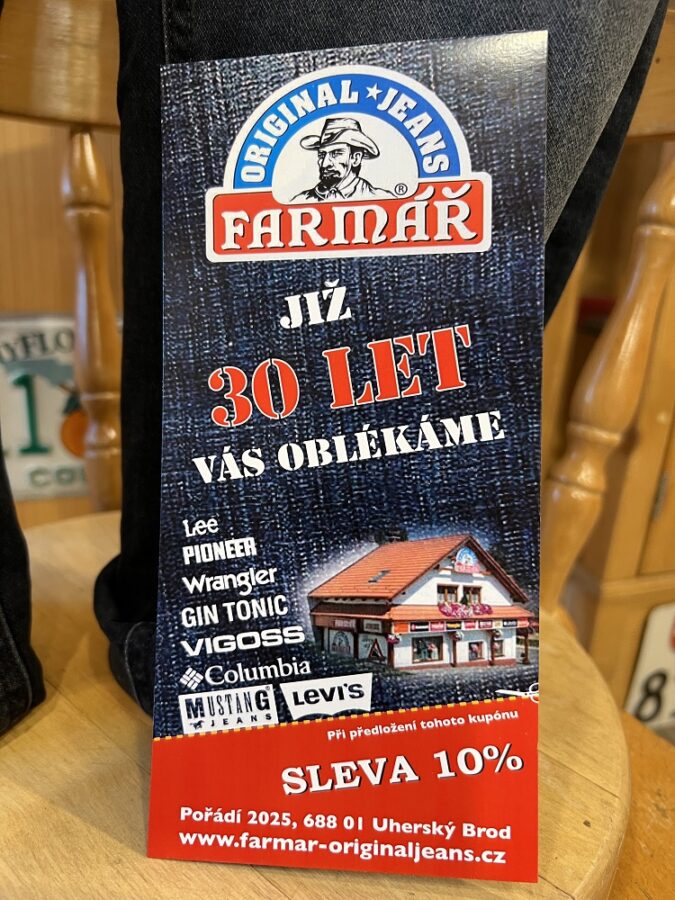 ORIGINAL ★ JEANS
®
FARMÁŘ
JIŽ
30 LET
VÁS OBLÉKÁME
Lee
PIONEER
Wrangler
GIN TONIC
VIGOSS
Columbia
MUSTANG
JEANS
LEVI'S
Při předložení tohoto kupónu
SLEVA 10%
Pořádí 2025, 688 01 Uherský Brod
www.farmar-originaljeans.cz